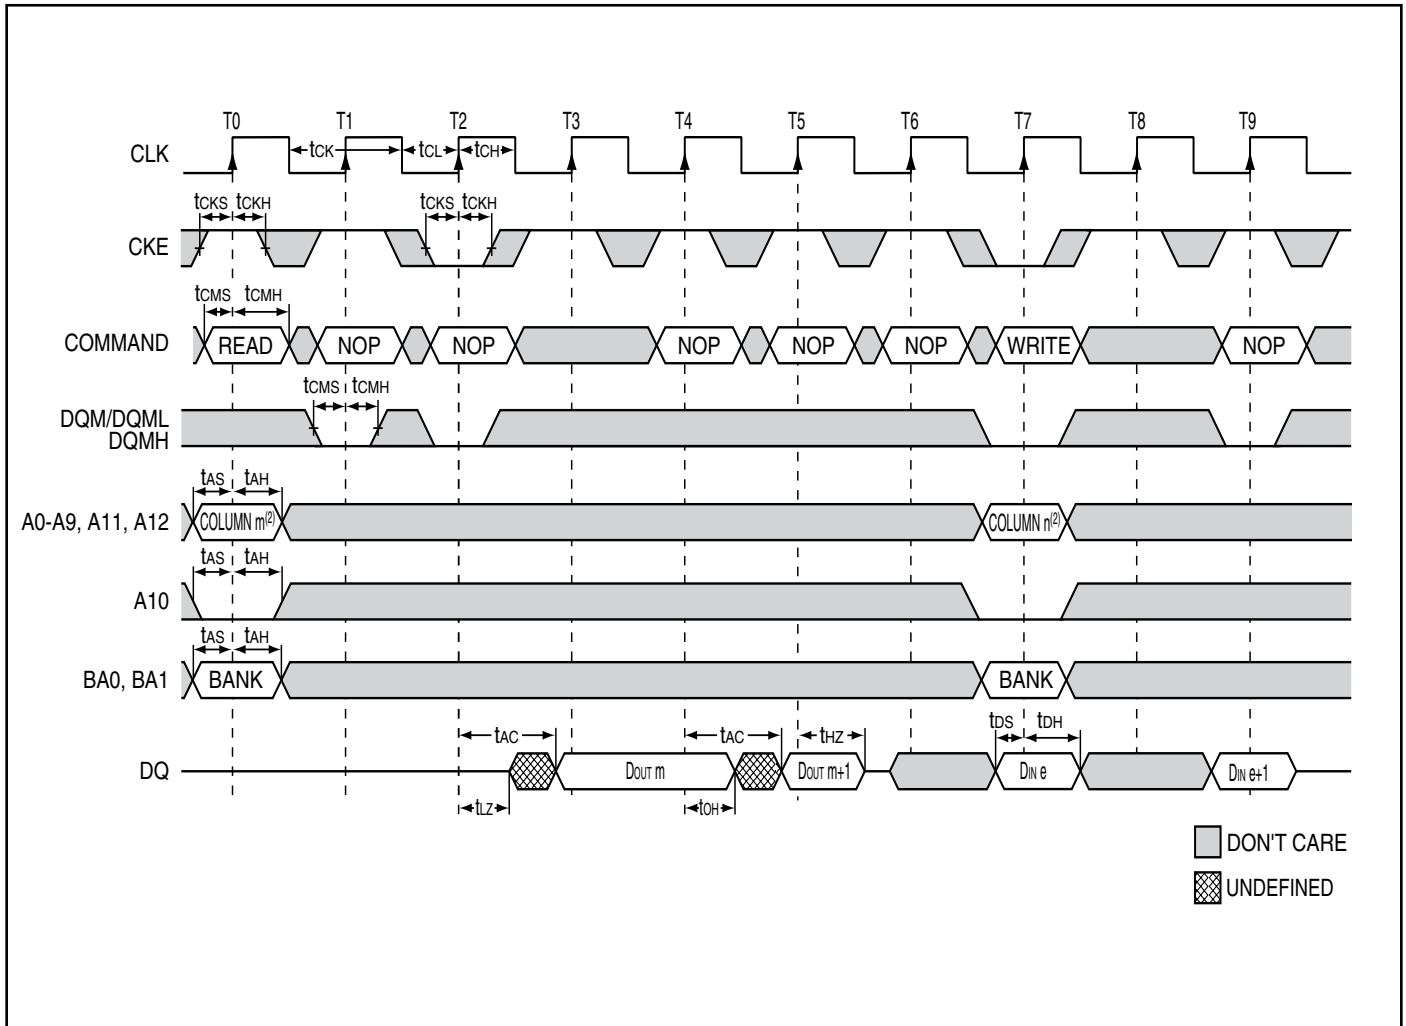 T0 T1 T2 T3 T4 T5 T6 T7 T8 T9
CLK tCK tCL tCH
tCKS tCKH tCKS tCKH
CKE
tCMS tCMH
COMMAND READ NOP NOP NOP NOP NOP WRITE NOP
tCMS tCMH
DQM/DQML
DQMH
tAS tAH
A0-A9, A11, A12 COLUMN m(2) COLUMN n(2)
tAS tAH
A10
tAS tAH
BA0, BA1 BANK BANK
tAC tAC tHZ tDS tDH
DQ DOUT m DOUT m+1 DIN e DIN e+1
tLZ tOH
DON'T CARE
UNDEFINED